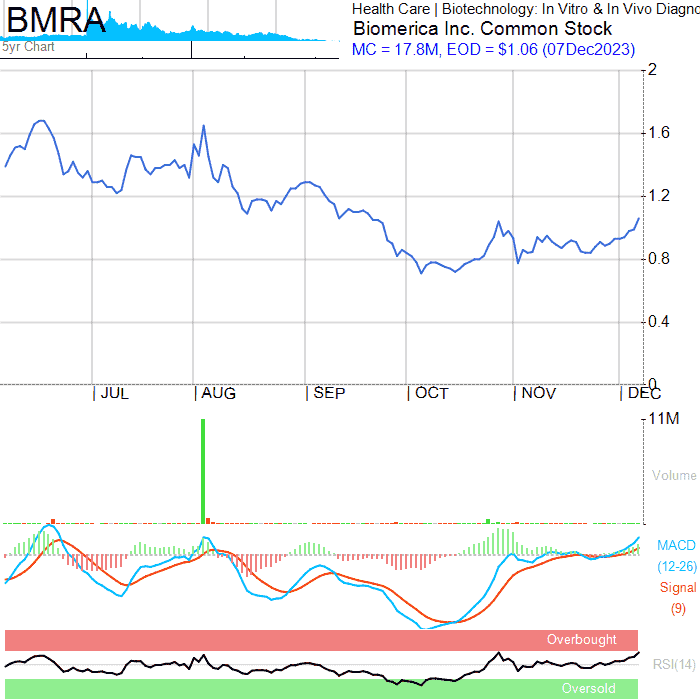 BMRA
5yr Chart
Health Care | Biotechnology: In Vitro & In Vivo Diagno
Biomerica Inc. Common Stock
MC = 17.8M, EOD = $1.06 (07Dec2023)
2
1.6
1.2
0.8
0.4
0
JUL AUG SEP OCT NOV DEC
11M
Volume
MACD
(12-26)
Signal
(9)
Overbought
RSI(14)
Oversold